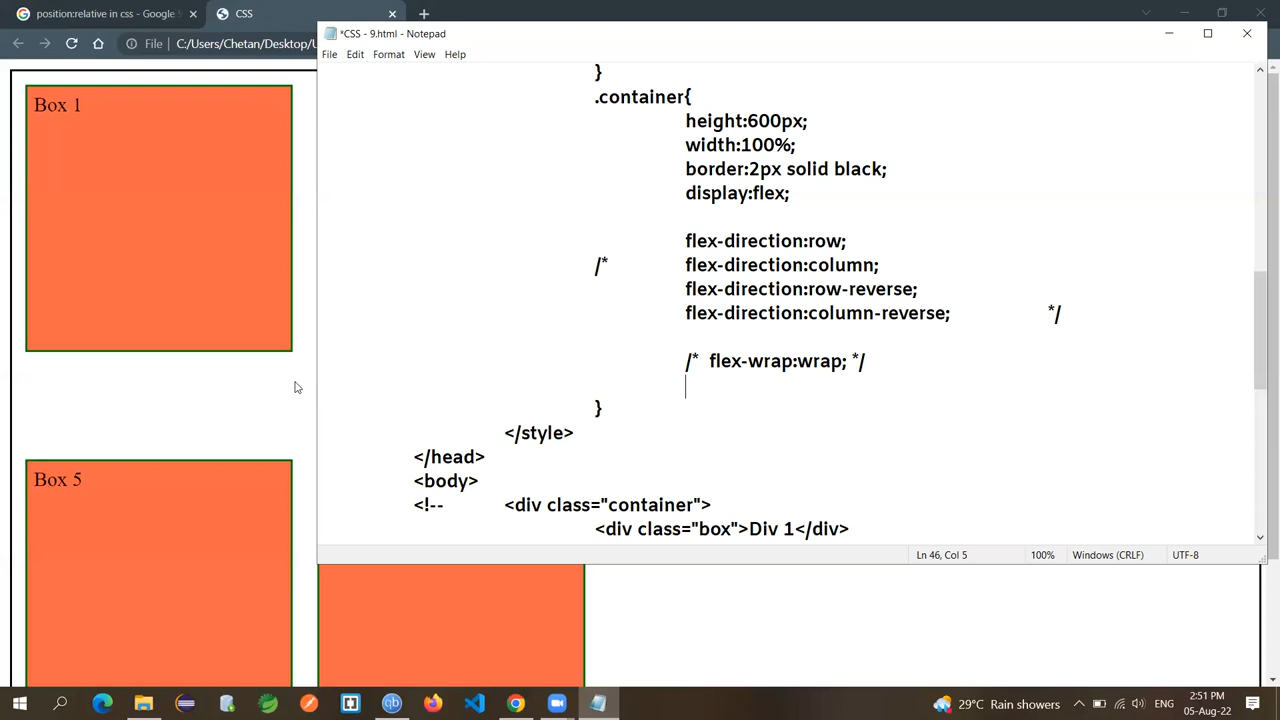 position:relative in css - Google
CSS
File
C:/Users/Chetan/Desktop/
*CSS - 9.html - Notepad
File Edit Format View Help
}
.container{
height:600px;
width:100%;
border:2px solid black;
display:flex;
flex-direction:row;
/* flex-direction:column;
flex-direction:row-reverse;
flex-direction:column-reverse; */
/* flex-wrap:wrap; */
}
</style>
</head>
<body>
<!-- <div class="container">
<div class="box">Div 1</div>
Ln 46, Col 5 100% Windows (CRLF) UTF-8
Box 1
Box 5
29°C Rain showers
ENG
2:51 PM
05-Aug-22